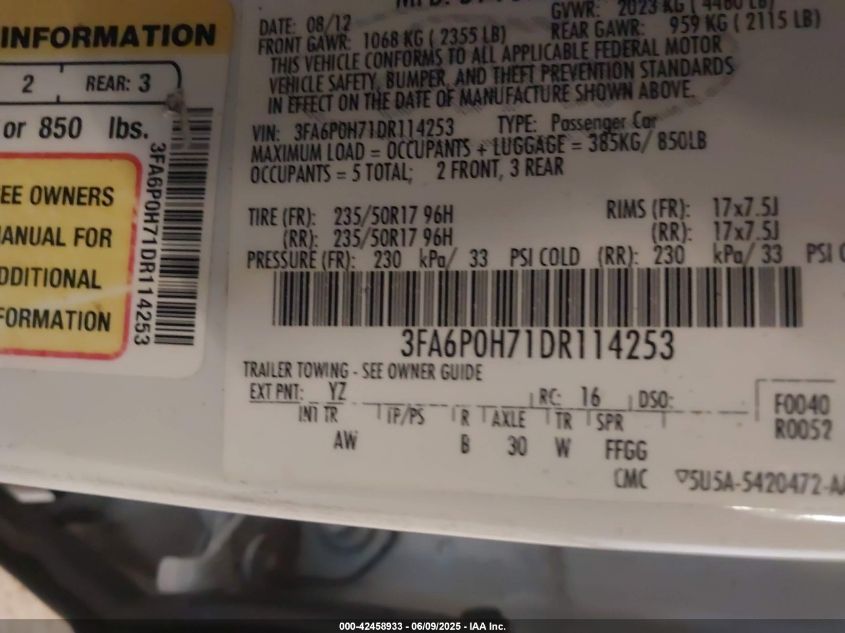 INFORMATION
2 REAR: 3
or 850 lbs.
EE OWNERS
ANUAL FOR
DDITIONAL
FORMATION
3FA6P0H71DR114253
DATE: 08/12
GVWR: 2023 KG ( 4460 LB)
FRONT GAWR: 1068 KG ( 2355 LB) REAR GAWR: 959 KG ( 2115 LB)
THIS VEHICLE CONFORMS TO ALL APPLICABLE FEDERAL MOTOR
VEHICLE SAFETY, BUMPER, AND THEFT PREVENTION STANDARDS
IN EFFECT ON THE DATE OF MANUFACTURE SHOWN ABOVE.
VIN: 3FA6P0H71DR114253 TYPE: Passenger Car
MAXIMUM LOAD = OCCUPANTS + LUGGAGE = 385KG/ 850LB
OCCUPANTS = 5 TOTAL; 2 FRONT, 3 REAR
TIRE (FR): 235/50R17 96H RIMS (FR): 17x7.5J
(RR): 235/50R17 96H (RR): 17x7.5J
PRESSURE (FR): 230 kPa/ 33 PSI COLD (RR): 230 kPa/ 33 PSI C
3FA6P0H71DR114253
TRAILER TOWING - SEE OWNER GUIDE
EXT PNT: YZ RC: 16 DSO:
INT TR TP/PS R AXLE TR SPR
AW B 30 W FFGG
F0040
R0052
CMC 5U5A-5420472-AA
000-42458933 - 06/09/2025 - IAA Inc.